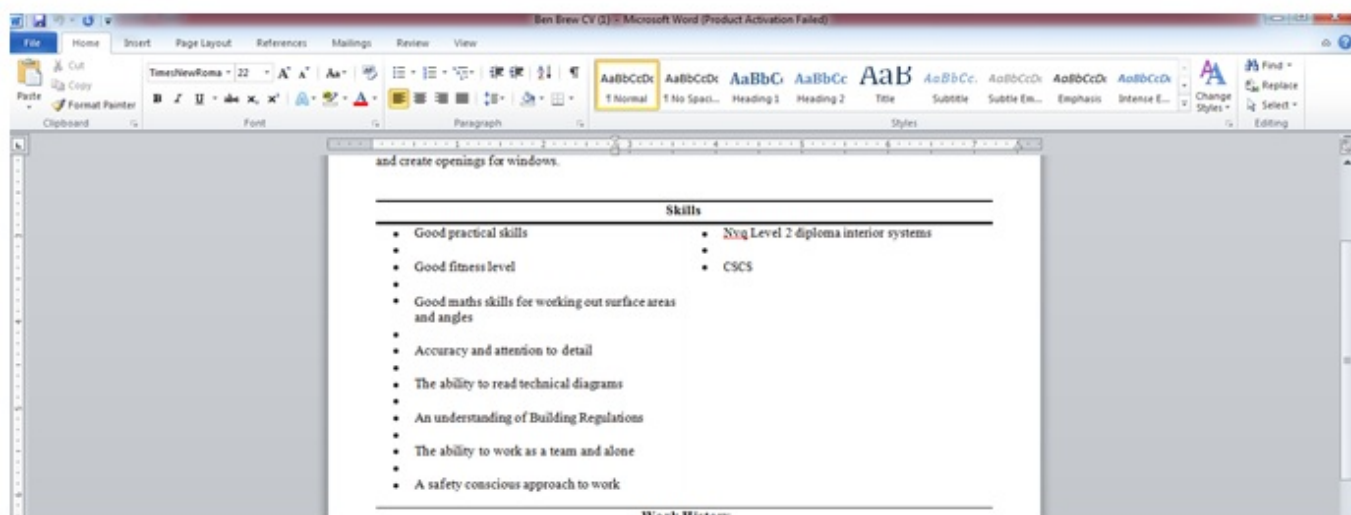 Ben Brew CV (1) - Microsoft Word (Product Activation Failed)
File Home Insert Page Layout References Mailings Review View
Cut
Copy
Paste
Format Painter
Clipboard
TimesNewRoma 22
Font
Paragraph
AaBbCcDc AaBbCcDc AaBbC AaBbCc AaB AaBbCc. AaBbCcDc AaBbCcDc AaBbCcDc
¶ Normal ¶ No Spaci... Heading 1 Heading 2 Title Subtitle Subtle Em... Emphasis Intense E...
Change Styles
Styles
Find
Replace
Select
Editing
and create openings for windows.
Skills
• Good practical skills
•
• Good fitness level
•
• Good maths skills for working out surface areas
and angles
•
• Accuracy and attention to detail
•
• The ability to read technical diagrams
•
• An understanding of Building Regulations
•
• The ability to work as a team and alone
•
• A safety conscious approach to work
• Nvq Level 2 diploma interior systems
•
• CSCS
Work History